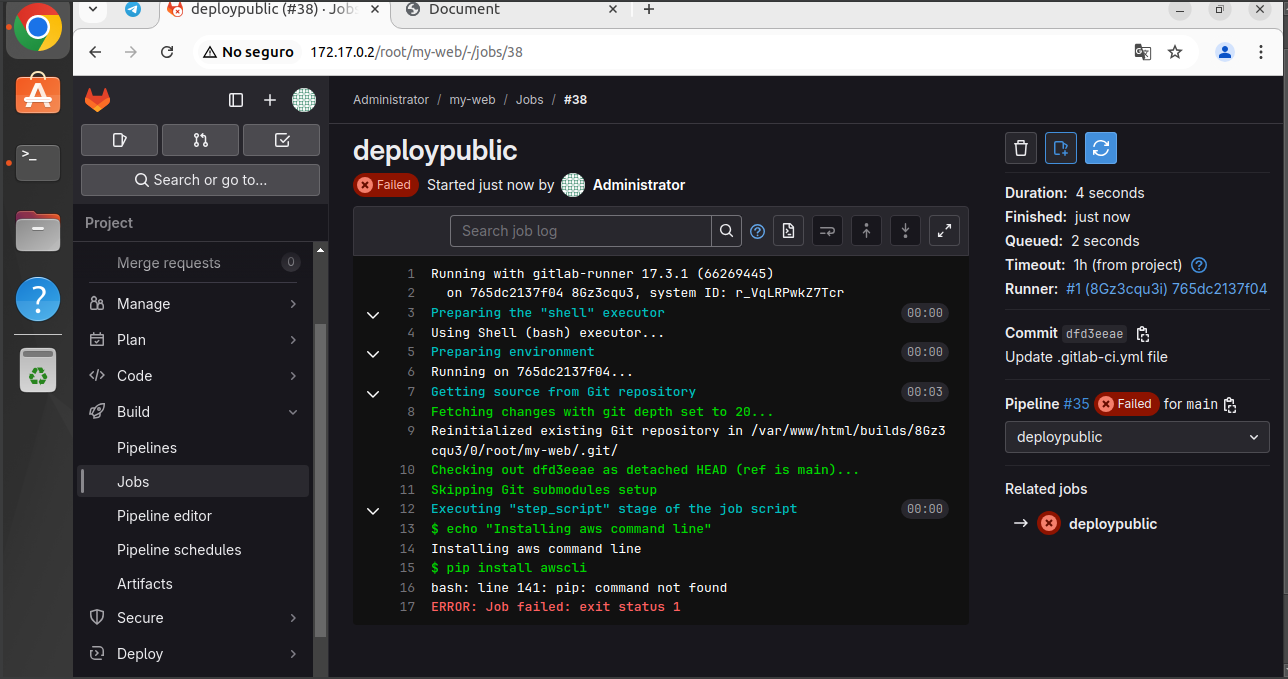 deploypublic (#38) · Jobs
Document
No seguro
172.17.0.2/root/my-web/-/jobs/38
Administrator / my-web / Jobs / #38
Search or go to...
Project
Merge requests 0
Manage
Plan
Code
Build
Pipelines
Jobs
Pipeline editor
Pipeline schedules
Artifacts
Secure
Deploy
deploypublic
Failed Started just now by Administrator
Search job log
1 Running with gitlab-runner 17.3.1 (66269445)
2 on 765dc2137f04 8Gz3cqu3, system ID: r_VqLRPwkZ7Tcr
3 Preparing the "shell" executor 00:00
4 Using Shell (bash) executor...
5 Preparing environment 00:00
6 Running on 765dc2137f04...
7 Getting source from Git repository 00:03
8 Fetching changes with git depth set to 20...
9 Reinitialized existing Git repository in /var/www/html/builds/8Gz3
cqu3/0/root/my-web/.git/
10 Checking out dfd3eeae as detached HEAD (ref is main)...
11 Skipping Git submodules setup
12 Executing "step_script" stage of the job script 00:00
13 $ echo "Installing aws command line"
14 Installing aws command line
15 $ pip install awscli
16 bash: line 141: pip: command not found
17 ERROR: Job failed: exit status 1
Duration: 4 seconds
Finished: just now
Queued: 2 seconds
Timeout: 1h (from project)
Runner: #1 (8Gz3cqu3i) 765dc2137f04
Commit dfd3eeae
Update .gitlab-ci.yml file
Pipeline #35 Failed for main
deploypublic
Related jobs
deploypublic